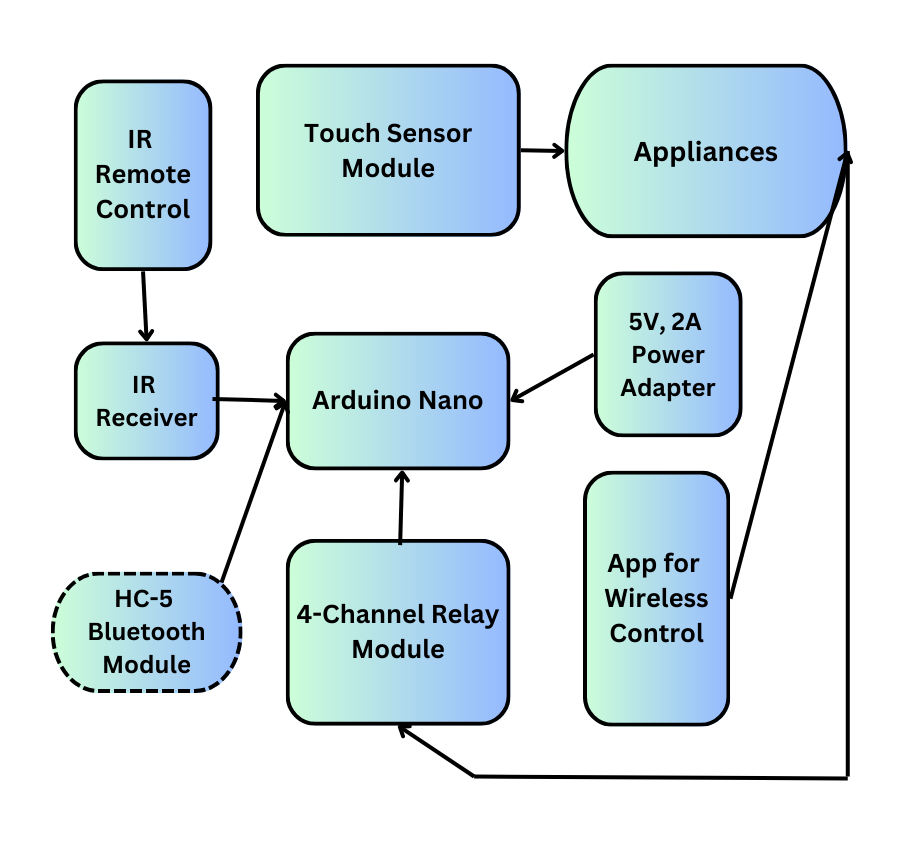 IR
Remote
Control
Touch Sensor
Module
Appliances
5V, 2A
Power
Adapter
IR
Receiver
Arduino Nano
App for
Wireless
Control
HC-5
Bluetooth
Module
4-Channel Relay
Module